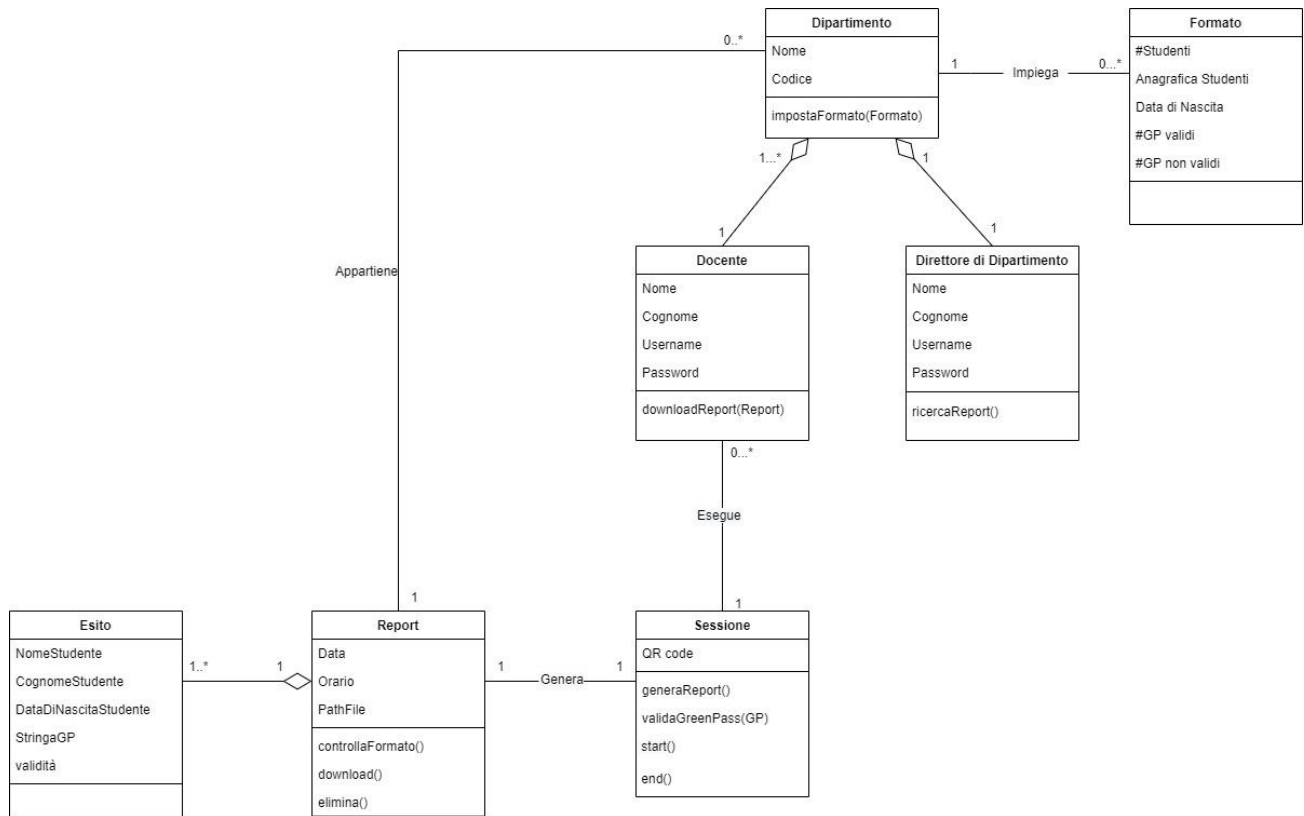 Dipartimento
Nome
Codice
impostaFormato(Formato)
Formato
#Studenti
Anagrafica Studenti
Data di Nascita
#GP validi
#GP non validi
0..*
1
Impiega
0...*
1...*
1
1
1
Appartiene
Docente
Nome
Cognome
Username
Password
downloadReport(Report)
Direttore di Dipartimento
Nome
Cognome
Username
Password
ricercaReport()
0...*
Esegue
1
1
Esito
NomeStudente
CognomeStudente
DataDiNascitaStudente
StringaGP
validità
1..*
1
Report
Data
Orario
PathFile
controllaFormato()
download()
elimina()
1
Genera
1
Sessione
QR code
generaReport()
validaGreenPass(GP)
start()
end()